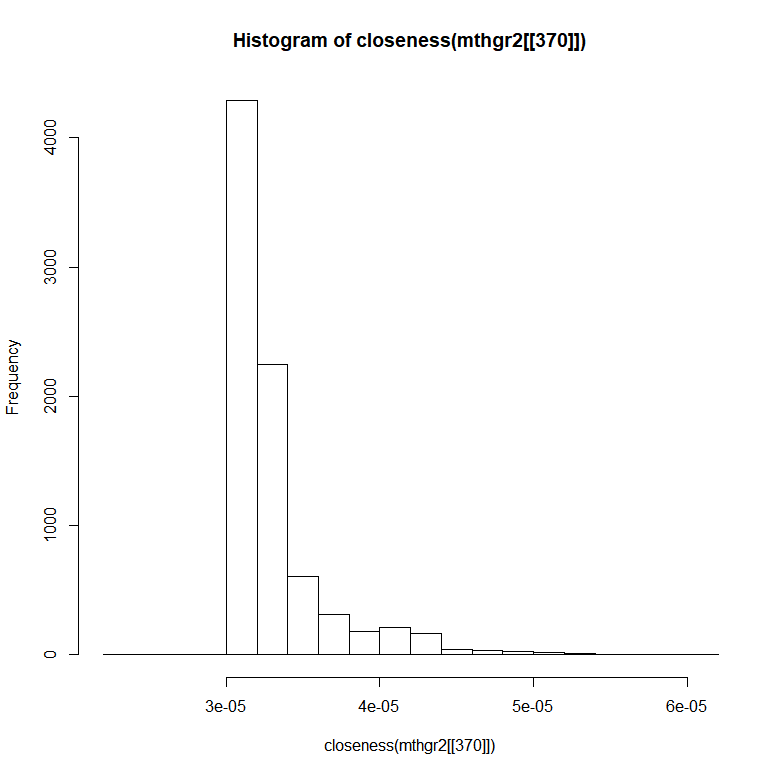 Histogram of closeness(mthgr2[[370]])
Frequency
4000
3000
2000
1000
0
3e-05 4e-05 5e-05 6e-05
closeness(mthgr2[[370]])